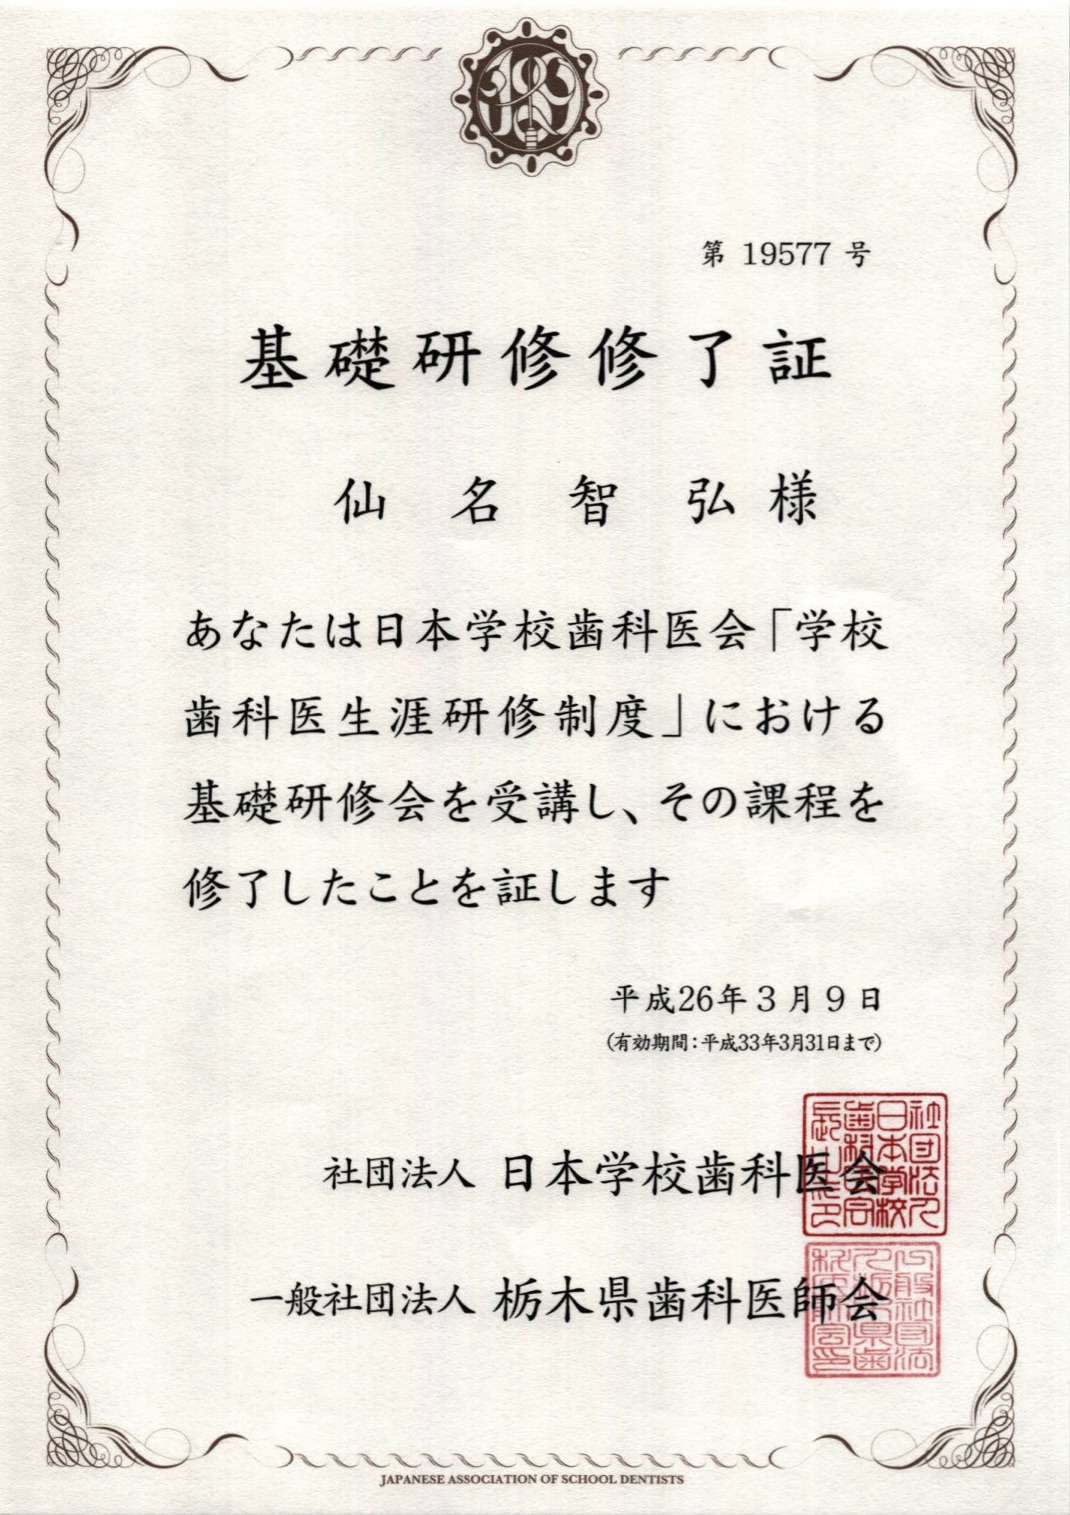 第 19577 号
基礎研修修了証
仙名智弘様
あなたは日本学校歯科医会「学校
歯科医生涯研修制度」における
基礎研修会を受講し、その課程を
修了したことを証します
平成26年3月9日
(有効期間:平成33年3月31日まで)
社団法人 日本学校歯科医会
一般社団法人 栃木県歯科医師会
JAPANESE ASSOCIATION OF SCHOOL DENTISTS